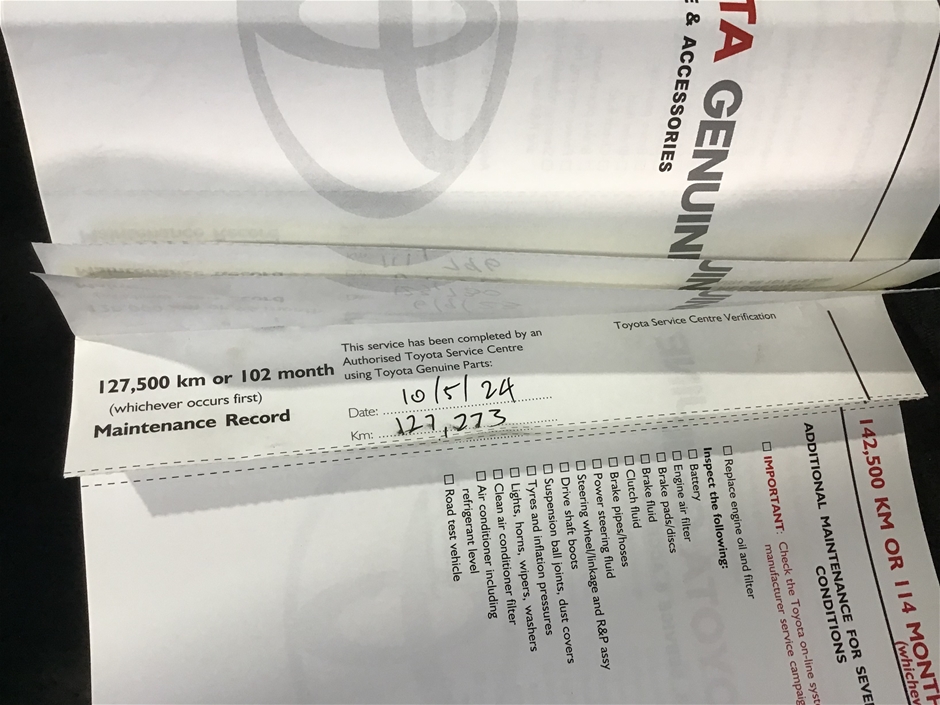 TA GENUIN
E & ACCESSORIES
127,500 km or 102 month
(whichever occurs first)
Maintenance Record
This service has been completed by an
Authorised Toyota Service Centre
using Toyota Genuine Parts:
Date: 10/5/24
Km: 127,273
Toyota Service Centre Verification
142,500 KM OR 114 MONTH
(whichev
ADDITIONAL MAINTENANCE FOR SEVE
CONDITIONS
☐ IMPORTANT: Check the Toyota on-line syst
manufacturer service campaig
☐ Replace engine oil and filter
Inspect the following:
☐ Battery
☐ Engine air filter
☐ Brake pads/discs
☐ Brake fluid
☐ Clutch fluid
☐ Brake pipes/hoses
☐ Power steering fluid
☐ Steering wheel/linkage and R&P assy
☐ Drive shaft boots
☐ Suspension ball joints, dust covers
☐ Tyres and inflation pressures
☐ Lights, horns, wipers, washers
☐ Clean air conditioner filter
☐ Air conditioner including
refrigerant level
☐ Road test vehicle